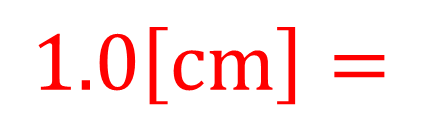 1.0[cm] =